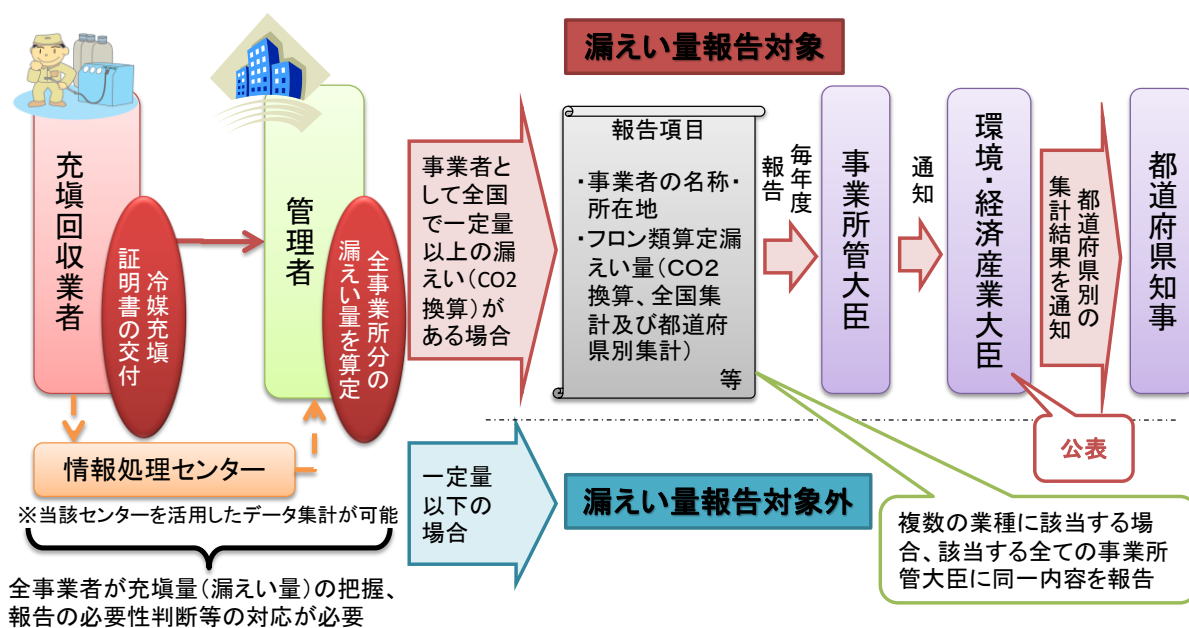 漏えい量報告対象
充填回収業者
冷媒充填
証明書の交付
管理者
全事業所分の
漏えい量を算定
事業者と
して全国
で一定量
以上の漏
えい(CO2
換算)が
ある場合
報告項目
・事業者の名称・
所在地
・フロン類算定漏
えい量(CO2
換算、全国集
計及び都道府
県別集計)
等
毎年度
報告
事業所管大臣
通知
環境・経済産業大臣
都道府県別の
集計結果を通知
都道府県知事
公表
情報処理センター
※当該センターを活用したデータ集計が可能
全事業者が充填量(漏えい量)の把握、
報告の必要性判断等の対応が必要
一定量
以下の
場合
漏えい量報告対象外
複数の業種に該当する場
合、該当する全ての事業所
管大臣に同一内容を報告